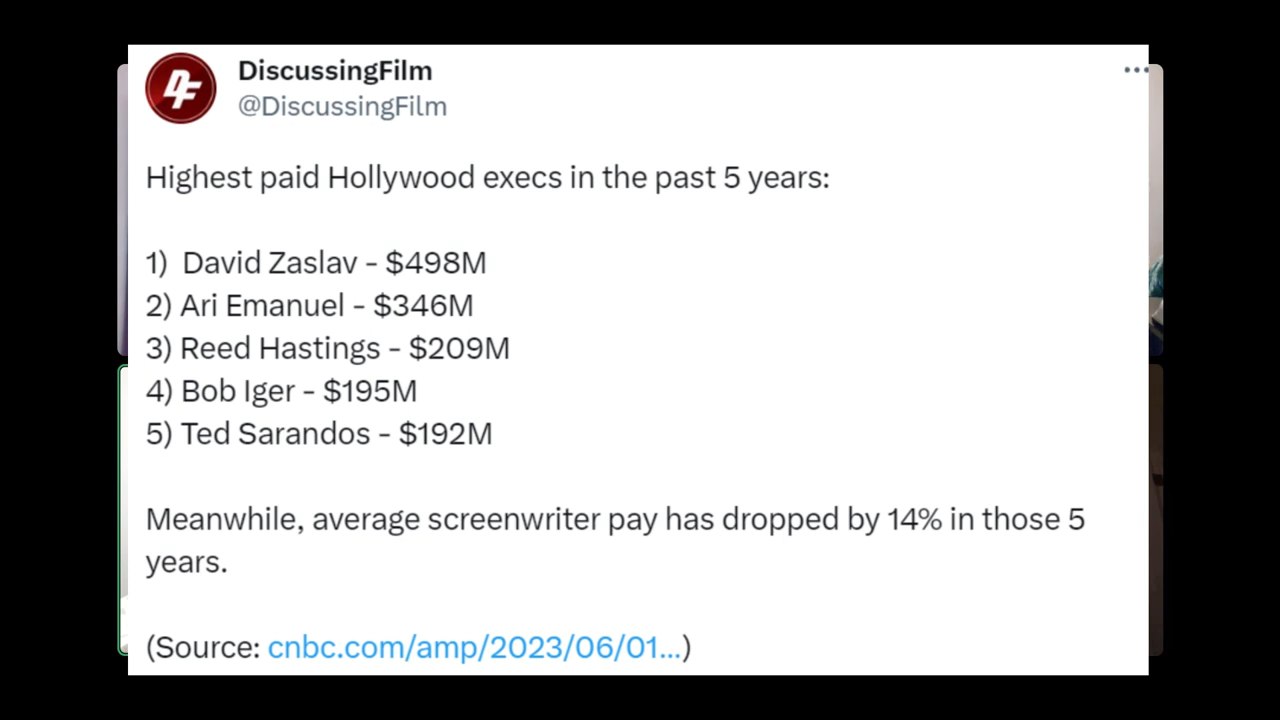 DF
DiscussingFilm
@DiscussingFilm
Highest paid Hollywood execs in the past 5 years:
1)  David Zaslav - $498M
2) Ari Emanuel - $346M
3) Reed Hastings - $209M
4) Bob Iger - $195M
5) Ted Sarandos - $192M
Meanwhile, average screenwriter pay has dropped by 14% in those 5
years.
(Source: cnbc.com/amp/2023/06/01...)